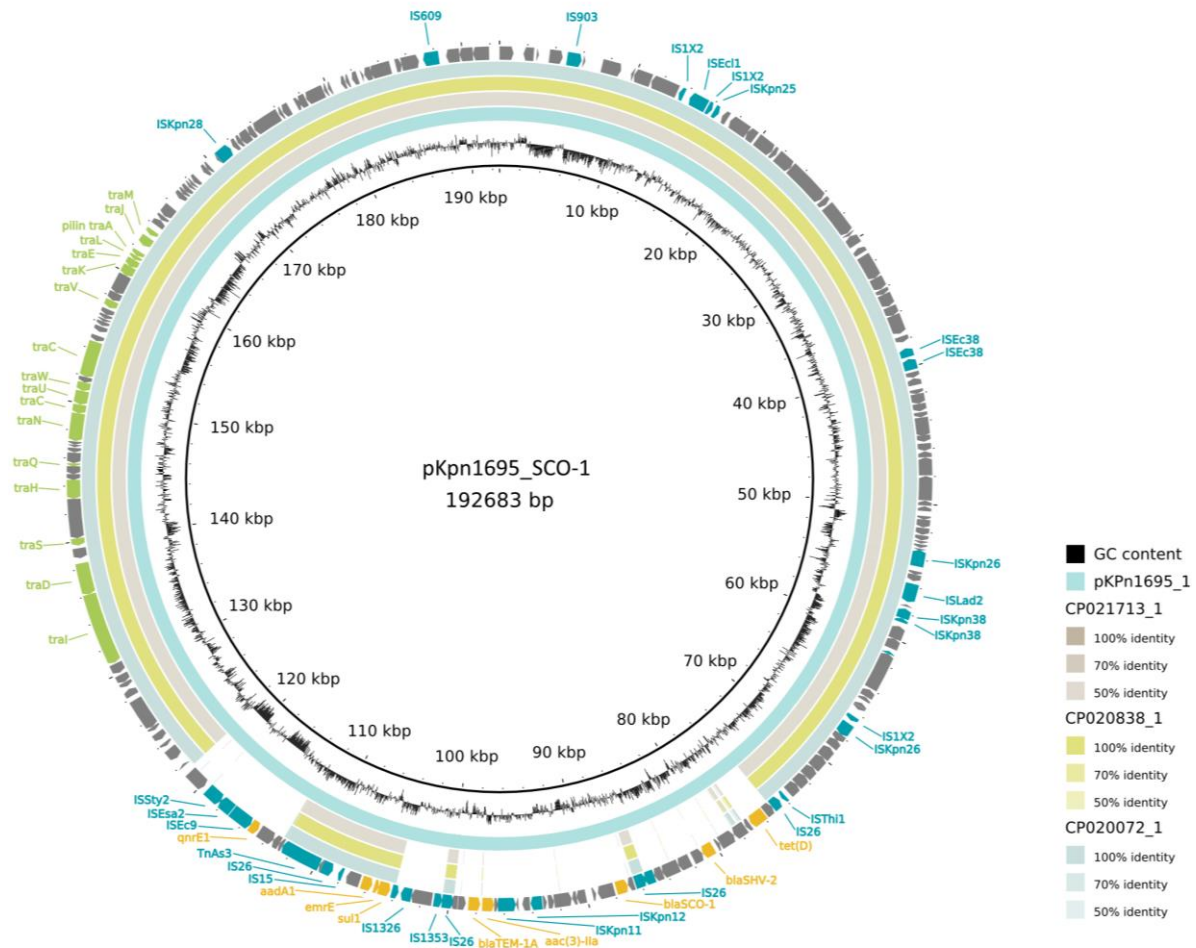 IS609
IS903
IS1X2
ISEcl1
IS1X2
ISKpn25
ISKpn28
traM
traJ
pilin traA
traL
traE
traK
traV
traC
traW
traU
traC
traN
traQ
traH
traS
traD
traI
ISEc38
ISEc38
ISKpn26
ISLad2
ISKpn38
ISKpn38
IS1X2
ISKpn26
ISThi1
IS26
tet(D)
blaSHV-2
IS26
blaSCO-1
ISKpn12
ISKpn11
aac(3)-IIa
blaTEM-1A
IS26
IS1353
IS1326
sul1
emrE
aadA1
IS15
IS26
TnAs3
qnrE1
ISEc9
ISEsa2
ISSty2
190 kbp
10 kbp
20 kbp
30 kbp
40 kbp
50 kbp
60 kbp
70 kbp
80 kbp
90 kbp
100 kbp
110 kbp
120 kbp
130 kbp
140 kbp
150 kbp
160 kbp
170 kbp
180 kbp
pKpn1695_SCO-1
192683 bp
GC content
pKPn1695_1
CP021713_1
100% identity
70% identity
50% identity
CP020838_1
100% identity
70% identity
50% identity
CP020072_1
100% identity
70% identity
50% identity